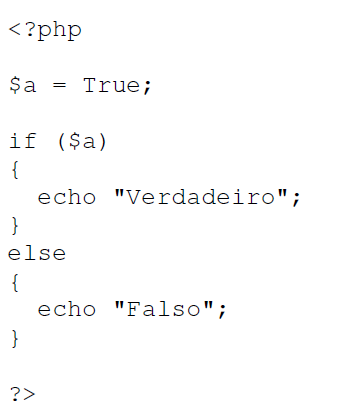 <?php
$a = True;
if ($a)
{
  echo "Verdadeiro";
}
else
{
  echo "Falso";
}
?>